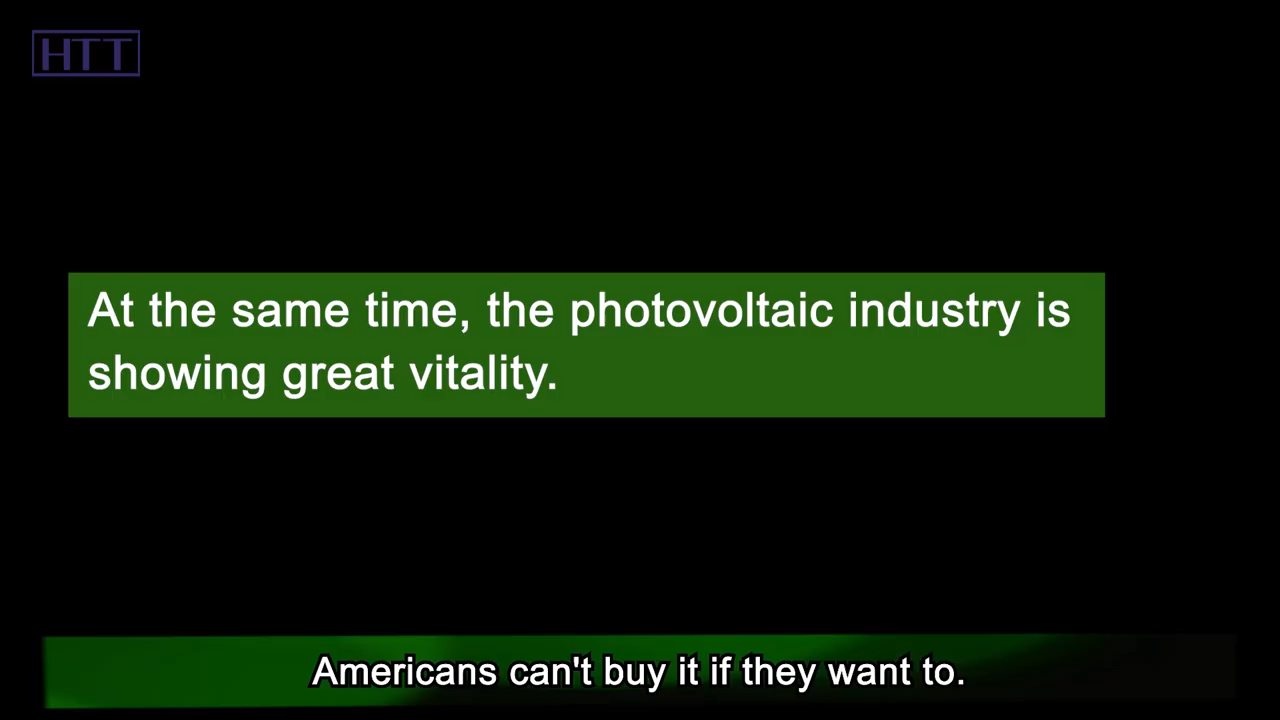 HTT
At the same time, the photovoltaic industry is
showing great vitality.
Americans can't buy it if they want to.